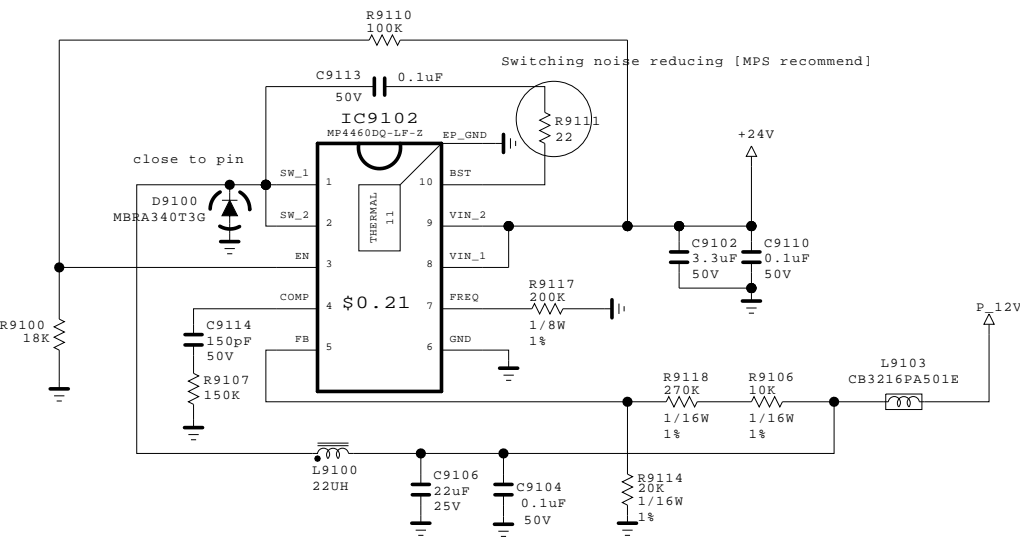 R9110
100K
Switching noise reducing [MPS recommend]
C9113
0.1uF
50V
IC9102
MP4460DQ-LF-Z
R9111
22
EP_GND
+24V
close to pin
SW_1
1
10
BST
D9100
MBRA340T3G
THERMAL
11
SW_2
2
9
VIN_2
C9102
3.3uF
50V
C9110
0.1uF
50V
EN
3
8
VIN_1
COMP
4
$0.21
7
FREQ
R9117
200K
1/8W
1%
P_12V
R9100
18K
C9114
150pF
50V
FB
5
6
GND
R9107
150K
L9103
CB3216PA501E
R9118
270K
1/16W
1%
R9106
10K
1/16W
1%
L9100
22UH
C9106
22uF
25V
C9104
0.1uF
50V
R9114
20K
1/16W
1%